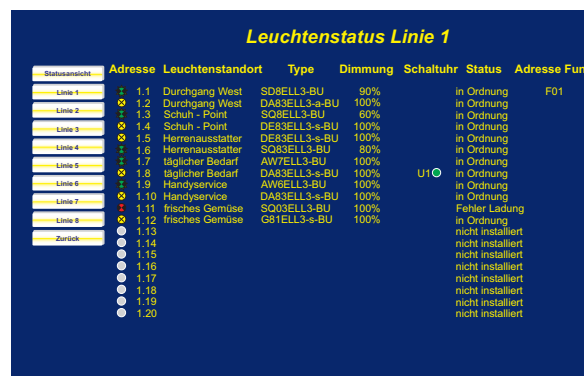 Leuchtenstatus Linie 1
Statusansicht
Linie 1
Linie 2
Linie 3
Linie 4
Linie 5
Linie 6
Linie 7
Linie 8
Zurück
Adresse Leuchtenstandort Type Dimmung Schaltuhr Status Adresse Fun
1.1 Durchgang West SD8ELL3-BU 90% in Ordnung F01
1.2 Durchgang West DA83ELL3-a-BU 100% in Ordnung
1.3 Schuh - Point SQ8ELL3-BU 60% in Ordnung
1.4 Schuh - Point DE83ELL3-s-BU 100% in Ordnung
1.5 Herrenausstatter DE83ELL3-s-BU 100% in Ordnung
1.6 Herrenausstatter SQ83ELL3-BU 80% in Ordnung
1.7 täglicher Bedarf AW7ELL3-BU 100% in Ordnung
1.8 täglicher Bedarf DA83ELL3-s-BU 100% U1 in Ordnung
1.9 Handyservice AW6ELL3-BU 100% in Ordnung
1.10 Handyservice DA83ELL3-s-BU 100% in Ordnung
1.11 frisches Gemüse SQ03ELL3-BU 100% Fehler Ladung
1.12 frisches Gemüse G81ELL3-s-BU 100% in Ordnung
1.13 nicht installiert
1.14 nicht installiert
1.15 nicht installiert
1.16 nicht installiert
1.17 nicht installiert
1.18 nicht installiert
1.19 nicht installiert
1.20 nicht installiert